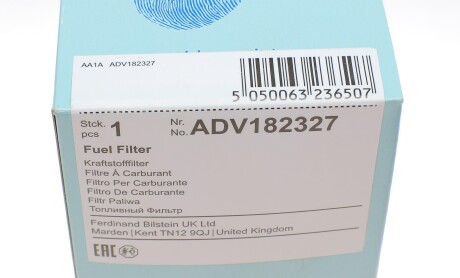 AA1A ADV182327
5 050063 236507
Stck. pcs 1 Nr. No. ADV182327
Fuel Filter
Kraftstofffilter
Filtre À Carburant
Filtro Per Carburante
Filtro De Carburante
Filtr Paliwa
Топливный Фильтр
Ferdinand Bilstein UK Ltd
Marden | Kent TN12 9QJ | United Kingdom
EAC